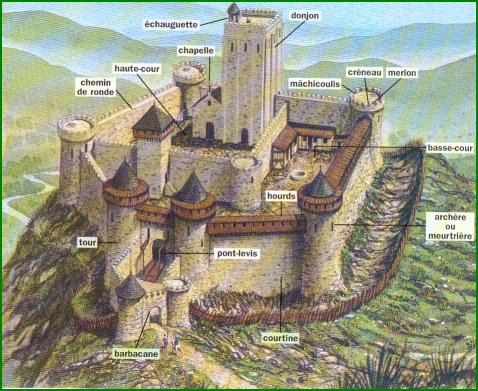 échauguette
donjon
chapelle
haute-cour
créneau
merlon
chemin
de ronde
mâchicoulis
basse-cour
hourds
archère
ou
meurtrière
tour
pont-levis
courtine
barbacane